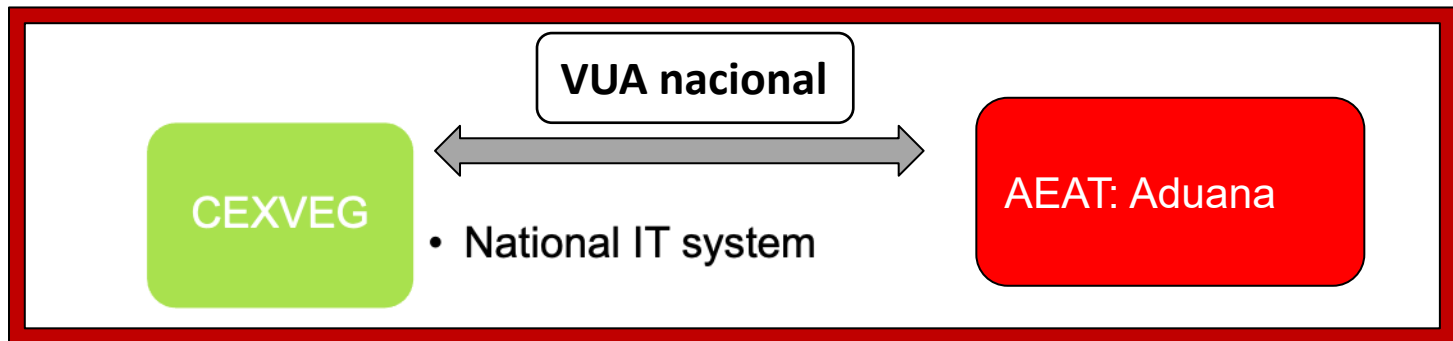 VUA nacional
CEXVEG
AEAT: Aduana
• National IT system